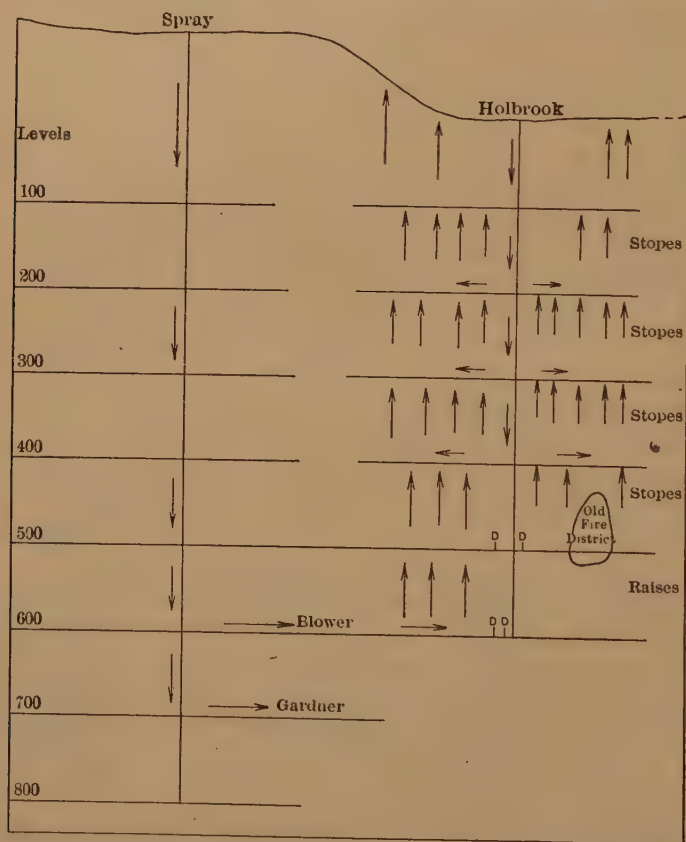 Spray
Holbrook
Levels
100
Stopes
200
Stopes
300
Stopes
400
Stopes
Old
Fire
District
D D
500
Raises
Blower
D D
600
Gardner
700
800